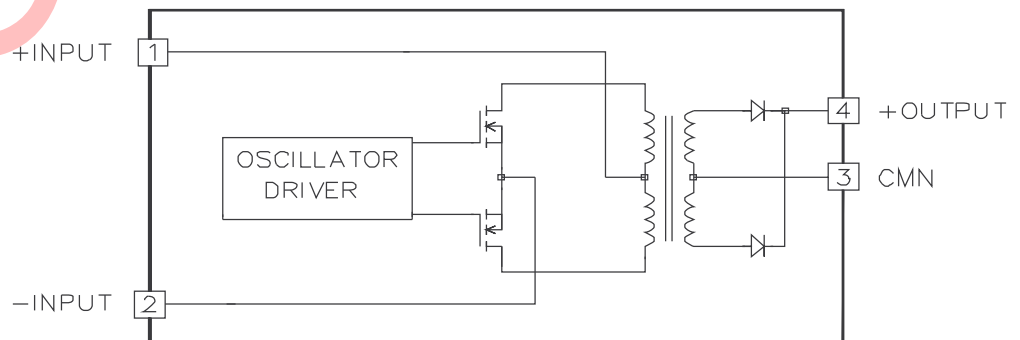 +INPUT
1
4
+OUTPUT
OSCILLATOR
DRIVER
3
CMN
-INPUT
2